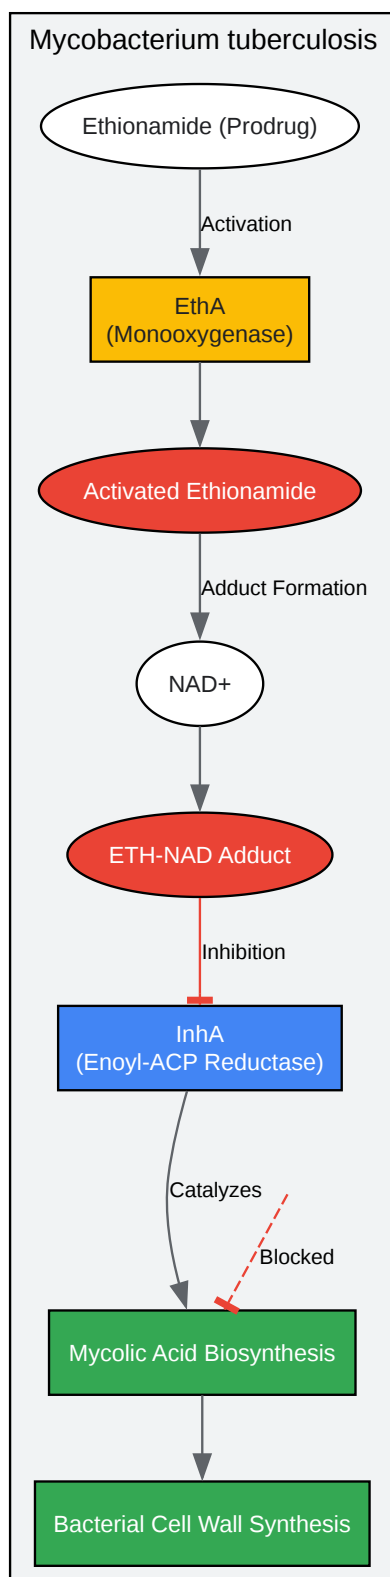 Mycobacterium tuberculosis
Ethionamide (Prodrug)
Activation
EthA
(Monooxygenase)
Activated Ethionamide
Adduct Formation
NAD+
ETH-NAD Adduct
Inhibition
InhA
(Enoyl-ACP Reductase)
Catalyzes
Blocked
Mycolic Acid Biosynthesis
Bacterial Cell Wall Synthesis